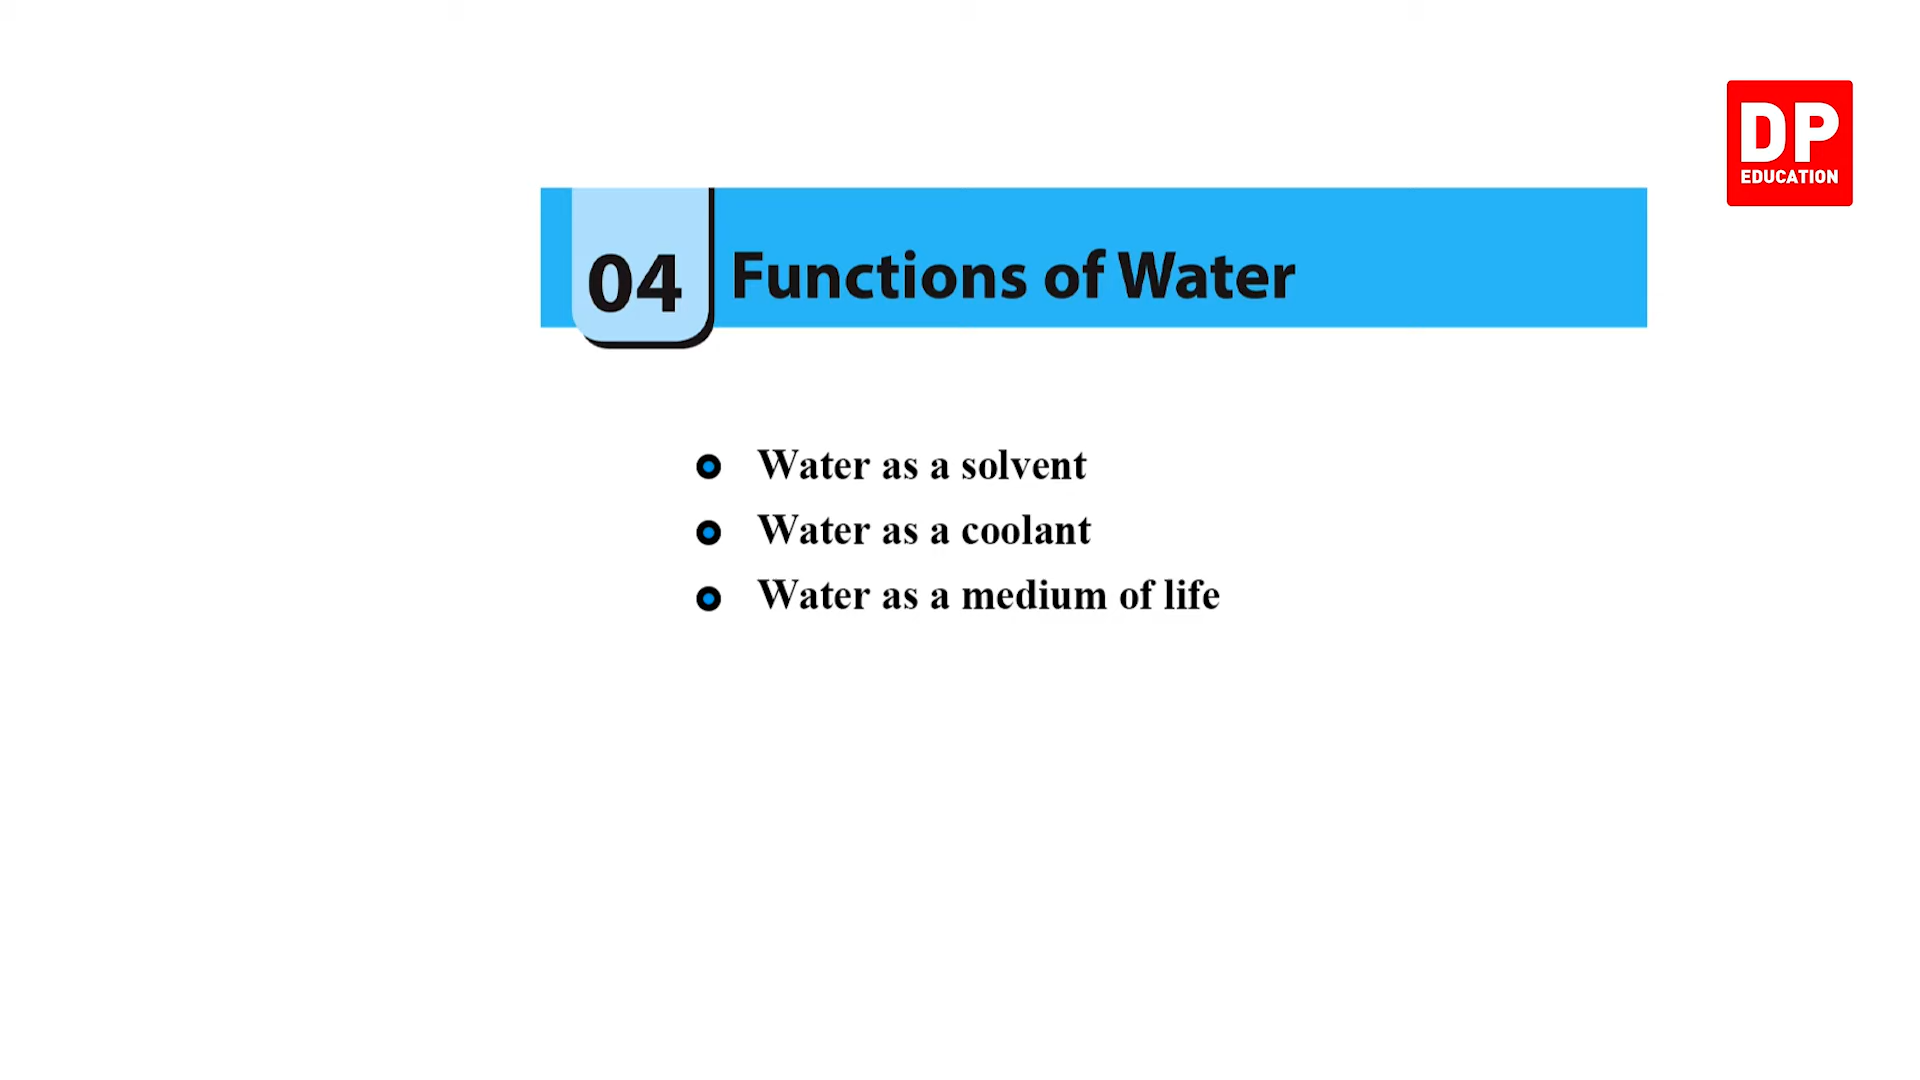 DP
EDUCATION
04 Functions of Water
Water as a solvent
Water as a coolant
Water as a medium of life